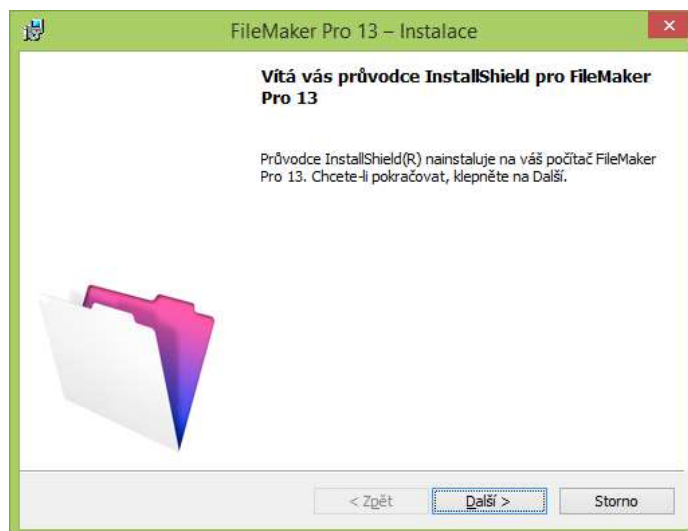 FileMaker Pro 13 – Instalace
Vítá vás průvodce InstallShield pro FileMaker
Pro 13
Průvodce InstallShield(R) nainstaluje na váš počítač FileMaker
Pro 13. Chcete-li pokračovat, klepněte na Další.
< Zpět
Další >
Storno